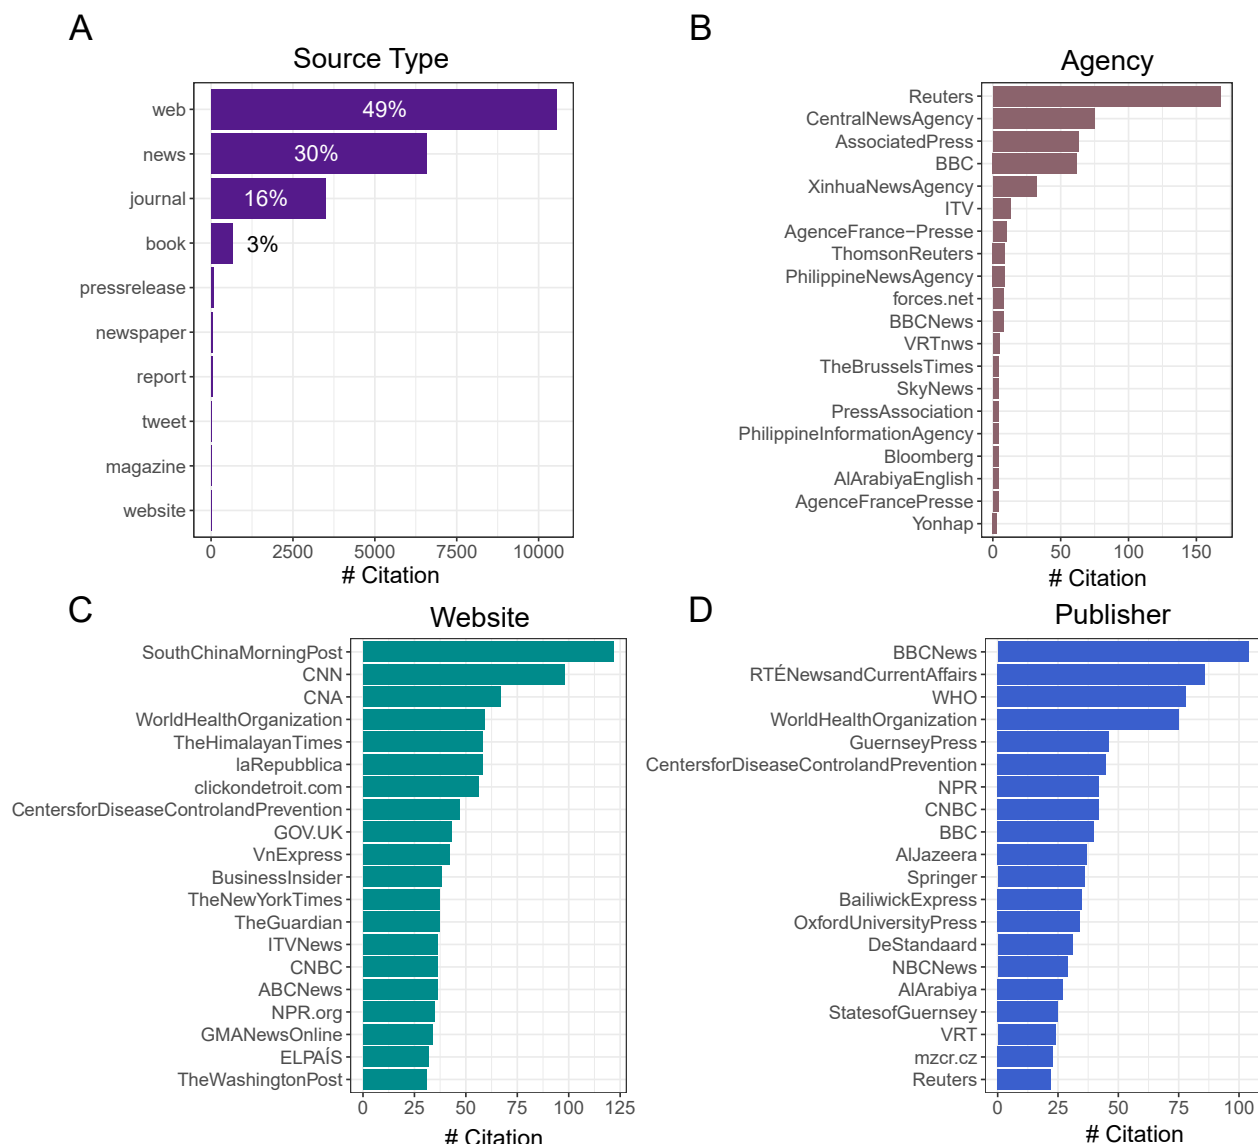 A
Source Type
web
49%
news
30%
journal
16%
book
3%
pressrelease
newspaper
report
tweet
magazine
website
0 2500 5000 7500 10000
# Citation
B
Agency
Reuters
CentralNewsAgency
AssociatedPress
BBC
XinhuaNewsAgency
ITV
AgenceFrance−Presse
ThomsonReuters
PhilippineNewsAgency
forces.net
BBCNews
VRTnws
TheBrusselsTimes
SkyNews
PressAssociation
PhilippineInformationAgency
Bloomberg
AlArabiyaEnglish
AgenceFrancePresse
Yonhap
0 50 100 150
# Citation
C
Website
SouthChinaMorningPost
CNN
CNA
WorldHealthOrganization
TheHimalayanTimes
laRepubblica
clickondetroit.com
CentersforDiseaseControlandPrevention
GOV.UK
VnExpress
BusinessInsider
TheNewYorkTimes
TheGuardian
ITVNews
CNBC
ABCNews
NPR.org
GMANewsOnline
ELPAÍS
TheWashingtonPost
0 25 50 75 100 125
# Citation
D
Publisher
BBCNews
RTÉNewsandCurrentAffairs
WHO
WorldHealthOrganization
GuernseyPress
CentersforDiseaseControlandPrevention
NPR
CNBC
BBC
AlJazeera
Springer
BailiwickExpress
OxfordUniversityPress
DeStandaard
NBCNews
AlArabiya
StatesofGuernsey
VRT
mzcr.cz
Reuters
0 25 50 75 100
# Citation